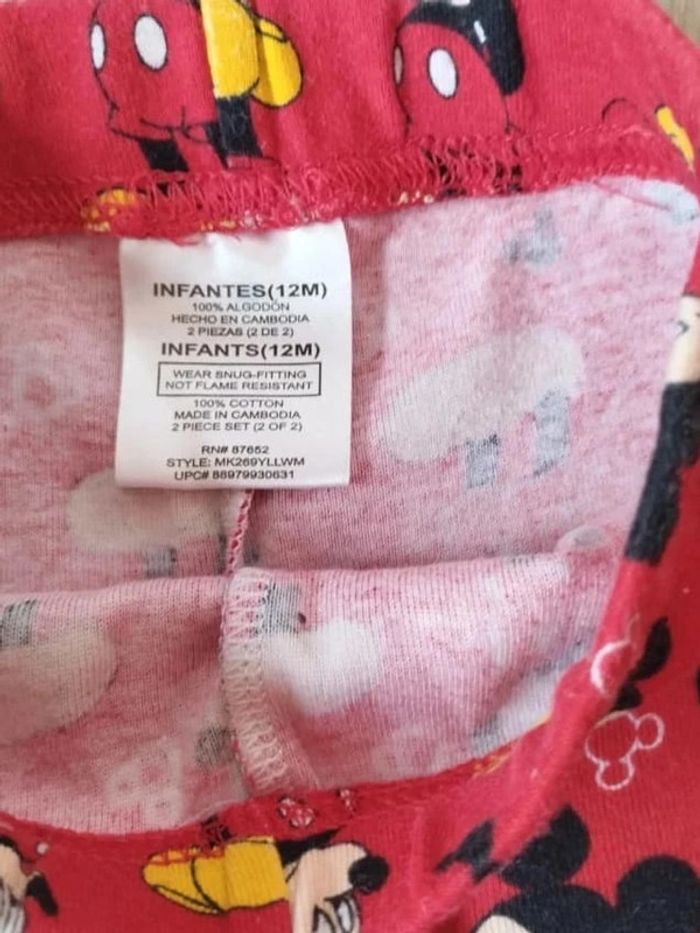 INFANTES(12M)
100% ALGODÓN
HECHO EN CAMBODIA
2 PIEZAS (2 DE 2)
INFANTS(12M)
WEAR SNUG-FITTING
NOT FLAME RESISTANT
100% COTTON
MADE IN CAMBODIA
2 PIECE SET (2 OF 2)
RN# 87652
STYLE: MK269YLLWM
UPC# 88979930631